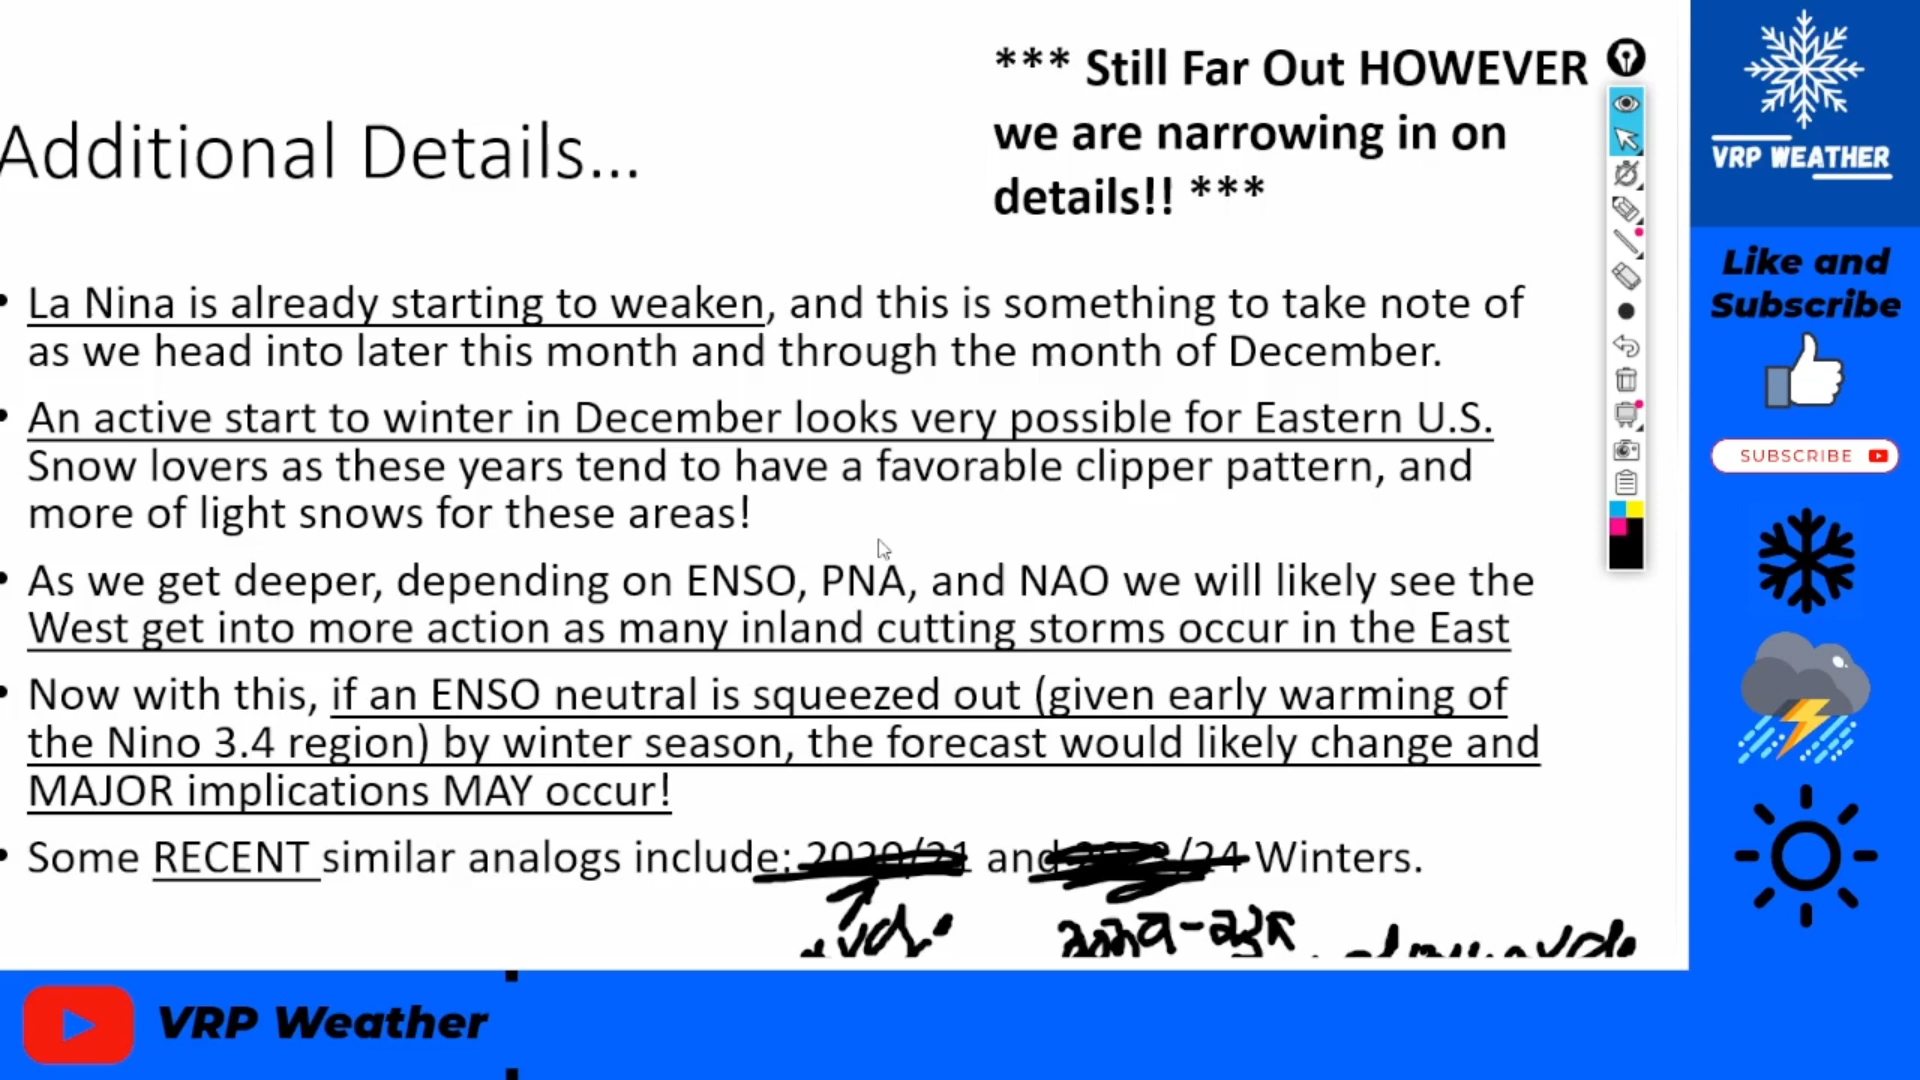 *** Still Far Out HOWEVER
we are narrowing in on
details!! ***
Additional Details...
• La Nina is already starting to weaken, and this is something to take note of
as we head into later this month and through the month of December.
• An active start to winter in December looks very possible for Eastern U.S.
Snow lovers as these years tend to have a favorable clipper pattern, and
more of light snows for these areas!
• As we get deeper, depending on ENSO, PNA, and NAO we will likely see the
West get into more action as many inland cutting storms occur in the East
• Now with this, if an ENSO neutral is squeezed out (given early warming of
the Nino 3.4 region) by winter season, the forecast would likely change and
MAJOR implications MAY occur!
• Some RECENT similar analogs include: 2020/21 and /24 Winters.
VRP WEATHER
Like and
Subscribe
SUBSCRIBE
VRP Weather